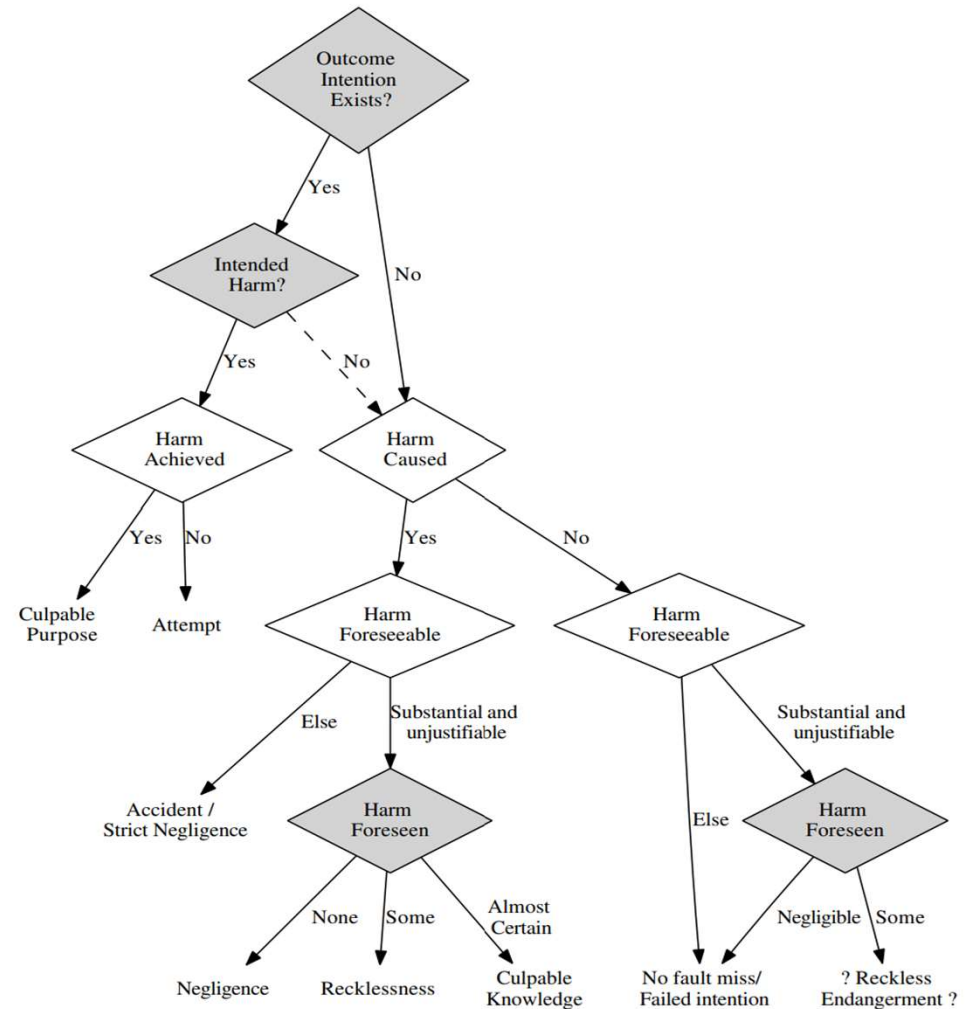 Outcome
Intention
Exists?
Yes
No
Intended
Harm?
Yes
No
Harm
Achieved
Harm
Caused
Yes
No
Yes
No
Culpable
Purpose
Attempt
Harm
Foreseeable
Harm
Foreseeable
Else
Substantial and
unjustifiable
Substantial and
unjustifiable
Accident /
Strict Negligence
Harm
Foreseen
Else
Harm
Foreseen
None
Some
Almost
Certain
Negligible
Some
Negligence
Recklessness
Culpable
Knowledge
No fault miss/
Failed intention
? Reckless
Endangerment ?